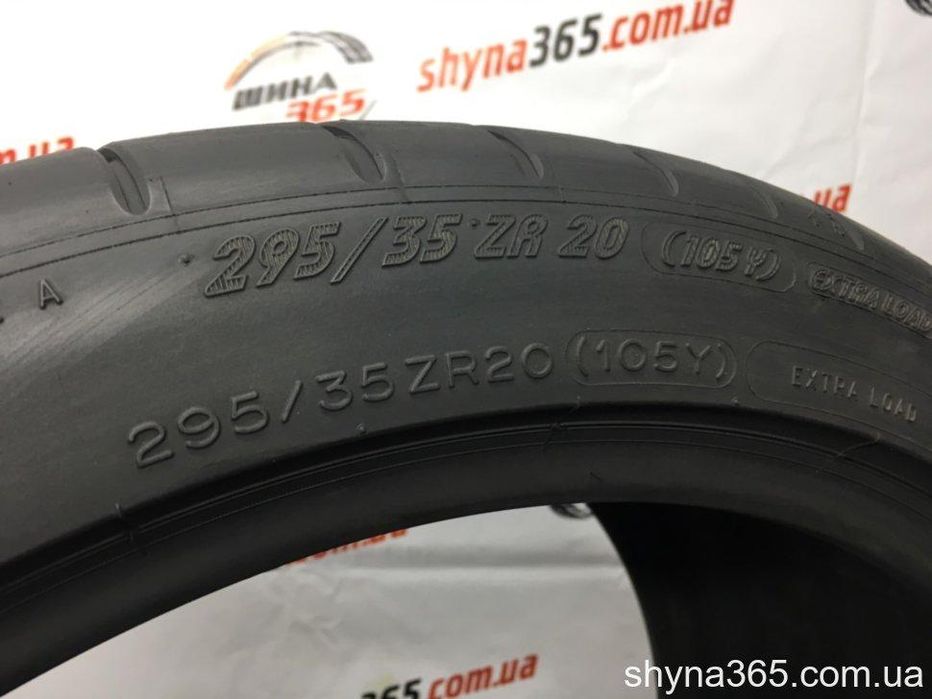 shyna365.com.ua
ШИНА
365
295/35 ZR 20 (105Y) EXTRA LOAD
A
295/35ZR20 (105Y) EXTRA LOAD
shyna365.com.ua